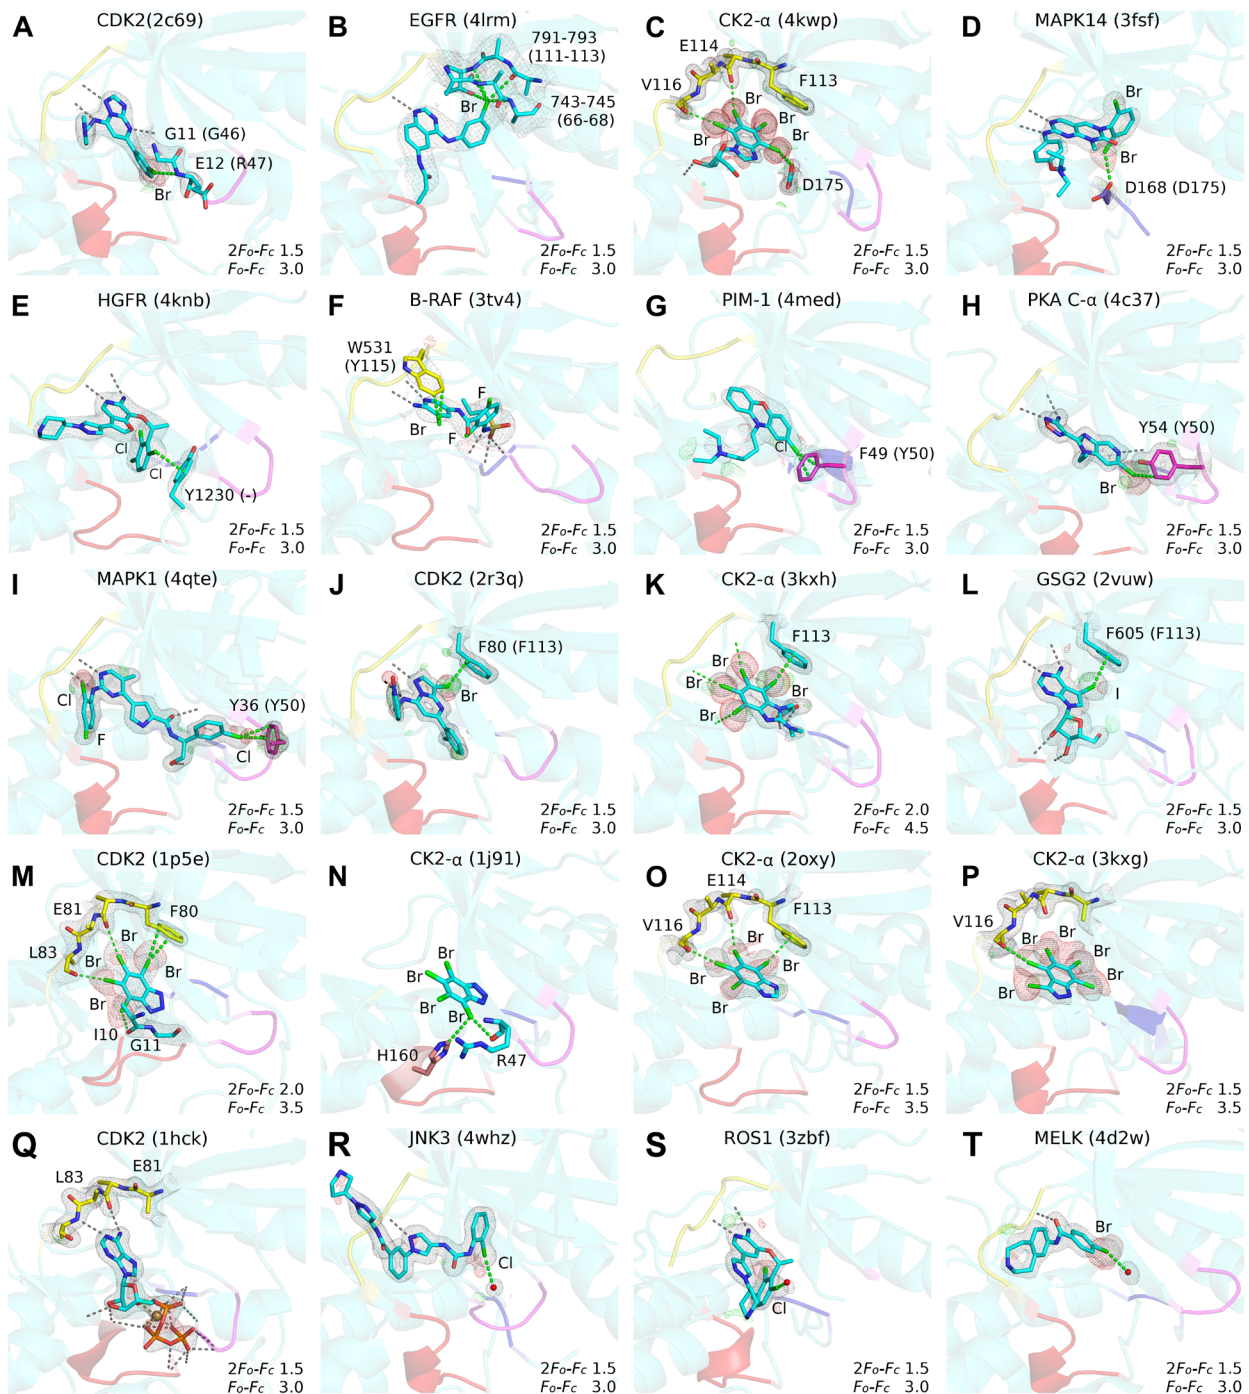 A CDK2(2c69)
G11 (G46)
E12 (R47)
Br
2Fo-Fc 1.5
Fo-Fc 3.0
B EGFR (4lrm)
791-793
(111-113)
Br
743-745
(66-68)
2Fo-Fc 1.5
Fo-Fc 3.0
C CK2-α (4kwp)
E114
V116
F113
Br
Br
Br
Br
D175
2Fo-Fc 1.5
Fo-Fc 3.0
D MAPK14 (3fsf)
Br
Br
D168 (D175)
2Fo-Fc 1.5
Fo-Fc 3.0
E HGFR (4knb)
Cl
Cl
Y1230 (-)
2Fo-Fc 1.5
Fo-Fc 3.0
F B-RAF (3tv4)
W531
(Y115)
F
Br
F
2Fo-Fc 1.5
Fo-Fc 3.0
G PIM-1 (4med)
Cl
F49 (Y50)
2Fo-Fc 1.5
Fo-Fc 3.0
H PKA C-α (4c37)
Y54 (Y50)
Br
2Fo-Fc 1.5
Fo-Fc 3.0
I MAPK1 (4qte)
Cl
F
Y36 (Y50)
Cl
2Fo-Fc 1.5
Fo-Fc 3.0
J CDK2 (2r3q)
F80 (F113)
Br
2Fo-Fc 1.5
Fo-Fc 3.0
K CK2-α (3kxh)
F113
Br
Br
Br
Br
2Fo-Fc 2.0
Fo-Fc 4.5
L GSG2 (2vuw)
F605 (F113)
I
2Fo-Fc 1.5
Fo-Fc 3.0
M CDK2 (1p5e)
E81
F80
L83
Br
Br
Br
Br
I10
G11
2Fo-Fc 2.0
Fo-Fc 3.5
N CK2-α (1j91)
Br
Br
Br
Br
H160
R47
O CK2-α (2oxy)
E114
V116
F113
Br
Br
Br
Br
2Fo-Fc 1.5
Fo-Fc 3.5
P CK2-α (3kxg)
V116
Br
Br
Br
Br
2Fo-Fc 1.5
Fo-Fc 3.5
Q CDK2 (1hck)
E81
L83
2Fo-Fc 1.5
Fo-Fc 3.0
R JNK3 (4whz)
Cl
2Fo-Fc 1.5
Fo-Fc 3.0
S ROS1 (3zbf)
Cl
2Fo-Fc 1.5
Fo-Fc 3.0
T MELK (4d2w)
Br
2Fo-Fc 1.5
Fo-Fc 3.0